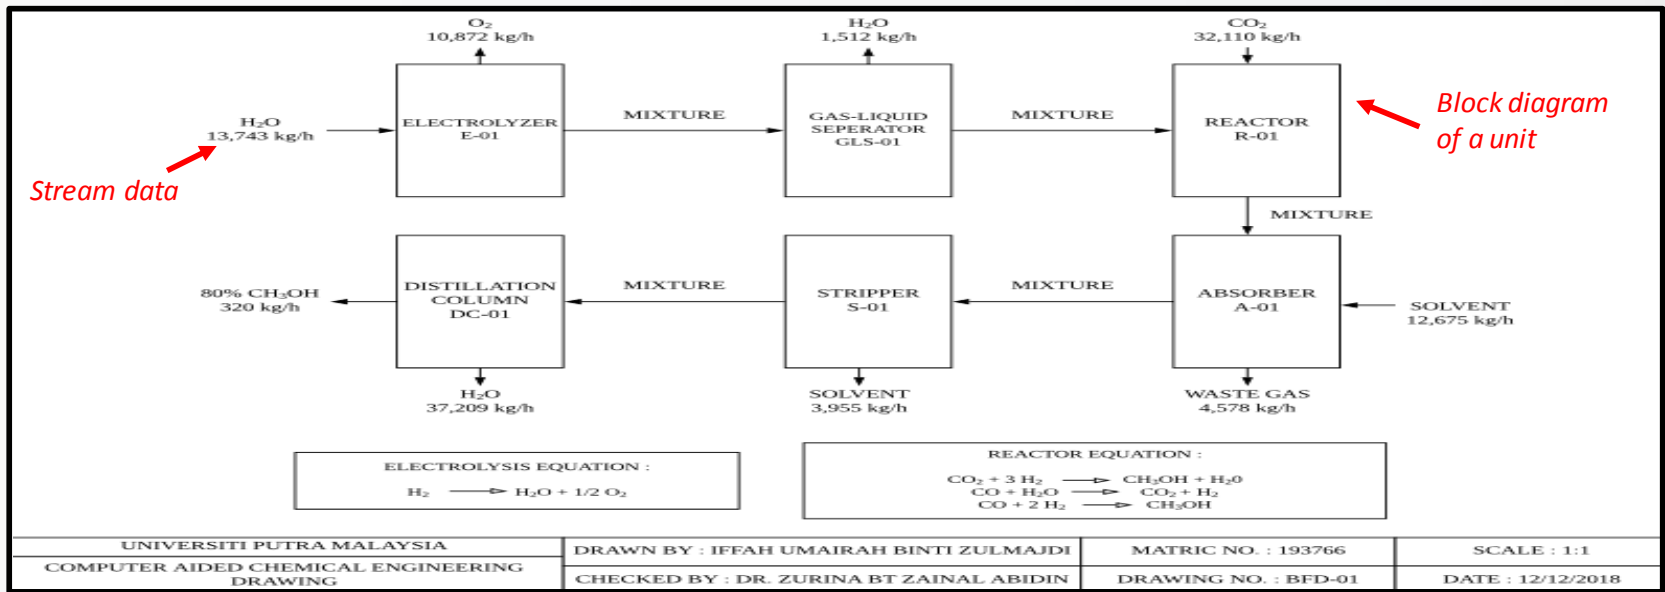 O₂
10,872 kg/h
H₂O
1,512 kg/h
CO₂
32,110 kg/h
H₂O
13,743 kg/h
Stream data
ELECTROLYZER
E-01
MIXTURE
GAS-LIQUID
SEPERATOR
GLS-01
MIXTURE
REACTOR
R-01
Block diagram
of a unit
MIXTURE
80% CH₃OH
320 kg/h
DISTILLATION
COLUMN
DC-01
MIXTURE
STRIPPER
S-01
MIXTURE
ABSORBER
A-01
SOLVENT
12,675 kg/h
H₂O
37,209 kg/h
SOLVENT
3,955 kg/h
WASTE GAS
4,578 kg/h
ELECTROLYSIS EQUATION :
H₂ → H₂O + 1/2 O₂
REACTOR EQUATION :
CO₂ + 3 H₂ → CH₃OH + H₂0
CO + H₂O → CO₂ + H₂
CO + 2 H₂ → CH₃OH
UNIVERSITI PUTRA MALAYSIA
COMPUTER AIDED CHEMICAL ENGINEERING
DRAWING
DRAWN BY : IFFAH UMAIRAH BINTI ZULMAJDI
CHECKED BY : DR. ZURINA BT ZAINAL ABIDIN
MATRIC NO. : 193766
DRAWING NO. : BFD-01
SCALE : 1:1
DATE : 12/12/2018